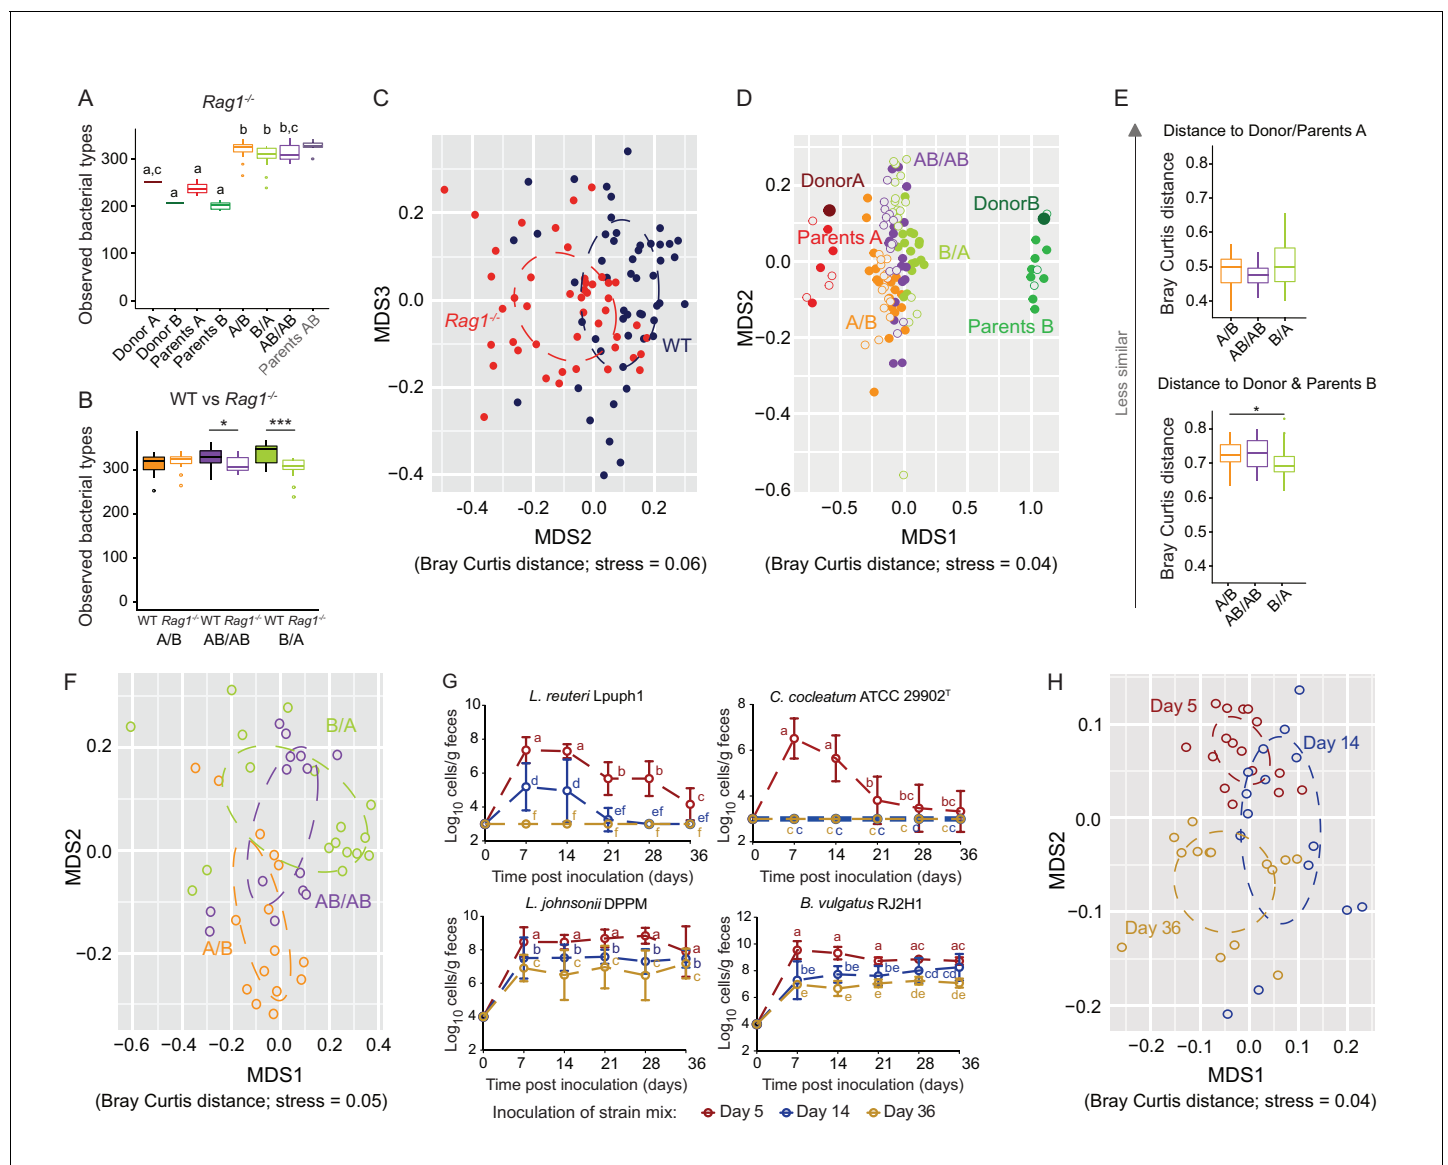 A
Rag1-/-
Observed bacterial types
300
200
100
0
a,c
a
a
a
b
b
b,c
Donor A
Donor B
Parents A
Parents B
A/B
B/A
AB/AB
Parents AB
B
WT vs Rag1-/-
Observed bacterial types
300
200
100
0
*
***
WT Rag1-/-
WT Rag1-/-
WT Rag1-/-
A/B
AB/AB
B/A
C
MDS3
0.2
0.0
−0.2
−0.4
Rag1-/-
WT
-0.4
-0.2
0.0
0.2
MDS2
(Bray Curtis distance; stress = 0.06)
D
MDS2
0.2
0.0
−0.2
−0.4
−0.6
AB/AB
DonorA
DonorB
Parents A
B/A
A/B
Parents B
−0.5
0.0
0.5
1.0
MDS1
(Bray Curtis distance; stress = 0.04)
E
Less similar
Distance to Donor/Parents A
Bray Curtis distance
0.8
0.7
0.6
0.5
0.4
A/B
AB/AB
B/A
Distance to Donor & Parents B
*
Bray Curtis distance
0.8
0.7
0.6
0.5
0.4
A/B
AB/AB
B/A
F
MDS2
0.2
0.0
−0.2
B/A
AB/AB
A/B
−0.6
−0.4
−0.2
0.0
0.2
0.4
MDS1
(Bray Curtis distance; stress = 0.05)
G
L. reuteri Lpuph1
Log10 cells/g feces
10
8
6
4
2
a
a
b
b
c
d
d
ef
ef
ef
f
f
f
f
f
0 7 14 21 28 36
Time post inoculation (days)
C. cocleatum ATCC 29902T
Log10 cells/g feces
8
6
4
2
a
a
b
bc
bc
c c
c c
c c
c c
c c
0 7 14 21 28 36
Time post inoculation (days)
L. johnsonii DPPM
Log10 cells/g feces
10
8
6
4
2
a
a
a
a
a
b
b
b
b
b
c
c
c
c
c
0 7 14 21 28 36
Time post inoculation (days)
B. vulgatus RJ2H1
Log10 cells/g feces
12
10
8
6
4
2
a
a
a
ac
ac
be
be
be
cd
cd
e
e
e
de
de
0 7 14 21 28 36
Time post inoculation (days)
Inoculation of strain mix: Day 5 Day 14 Day 36
H
MDS2
0.1
0.0
−0.1
−0.2
Day 5
Day 14
Day 36
−0.2
−0.1
0.0
0.1
0.2
MDS1
(Bray Curtis distance; stress = 0.04)